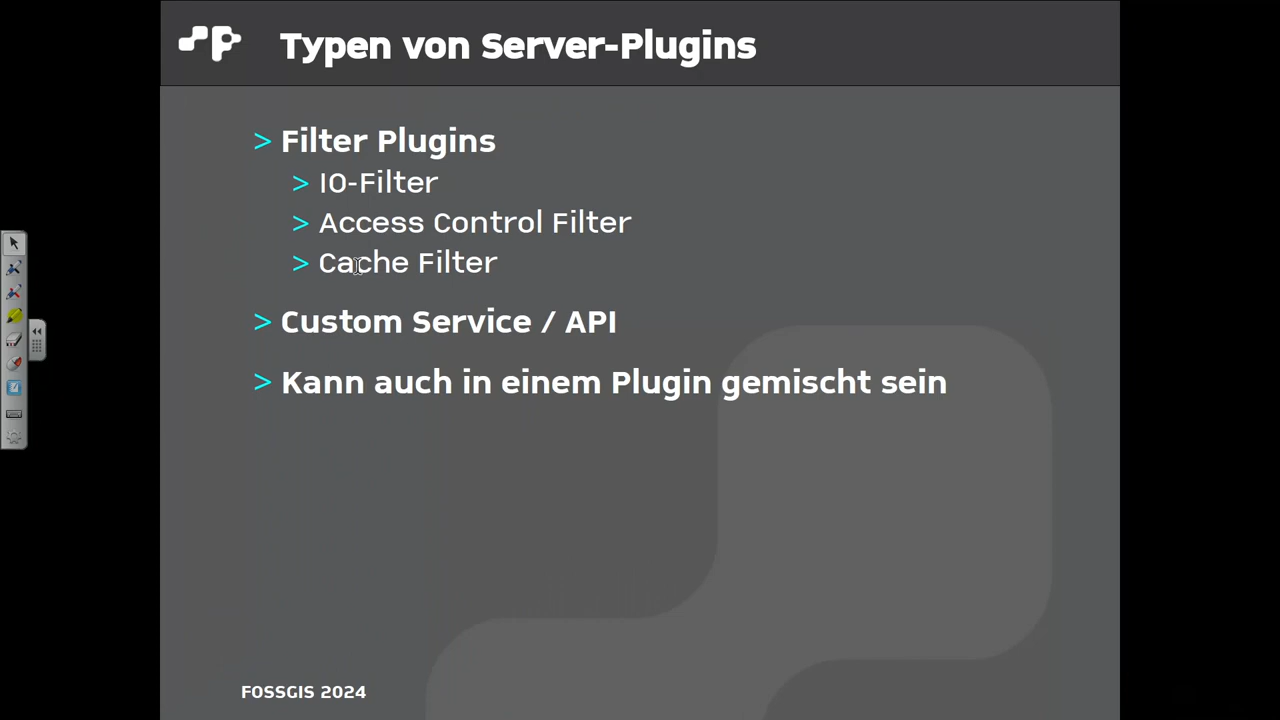 Typen von Server-Plugins
> Filter Plugins
> IO-Filter
> Access Control Filter
> Cache Filter
> Custom Service / API
> Kann auch in einem Plugin gemischt sein
FOSSGIS 2024